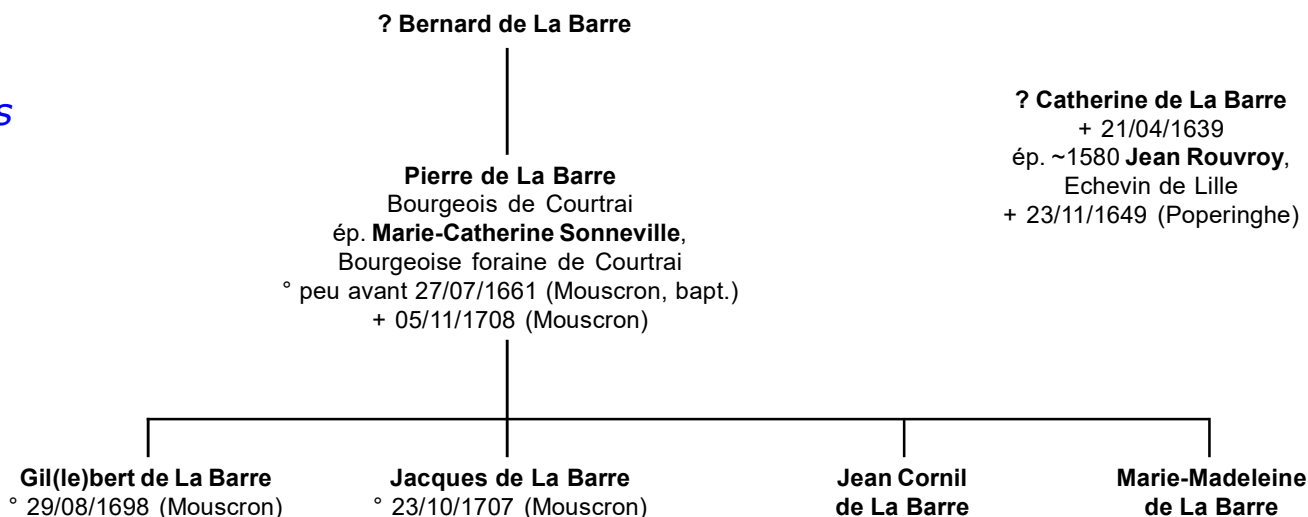 ? Bernard de La Barre
s
? Catherine de La Barre
+ 21/04/1639
ép. ~1580 Jean Rouvroy,
Echevin de Lille
+ 23/11/1649 (Poperinghe)
Pierre de La Barre
Bourgeois de Courtrai
ép. Marie-Catherine Sonneville,
Bourgeoise foraine de Courtrai
° peu avant 27/07/1661 (Mouscron, bapt.)
+ 05/11/1708 (Mouscron)
Gil(le)bert de La Barre
° 29/08/1698 (Mouscron)
Jacques de La Barre
° 23/10/1707 (Mouscron)
Jean Cornil
de La Barre
Marie-Madeleine
de La Barre